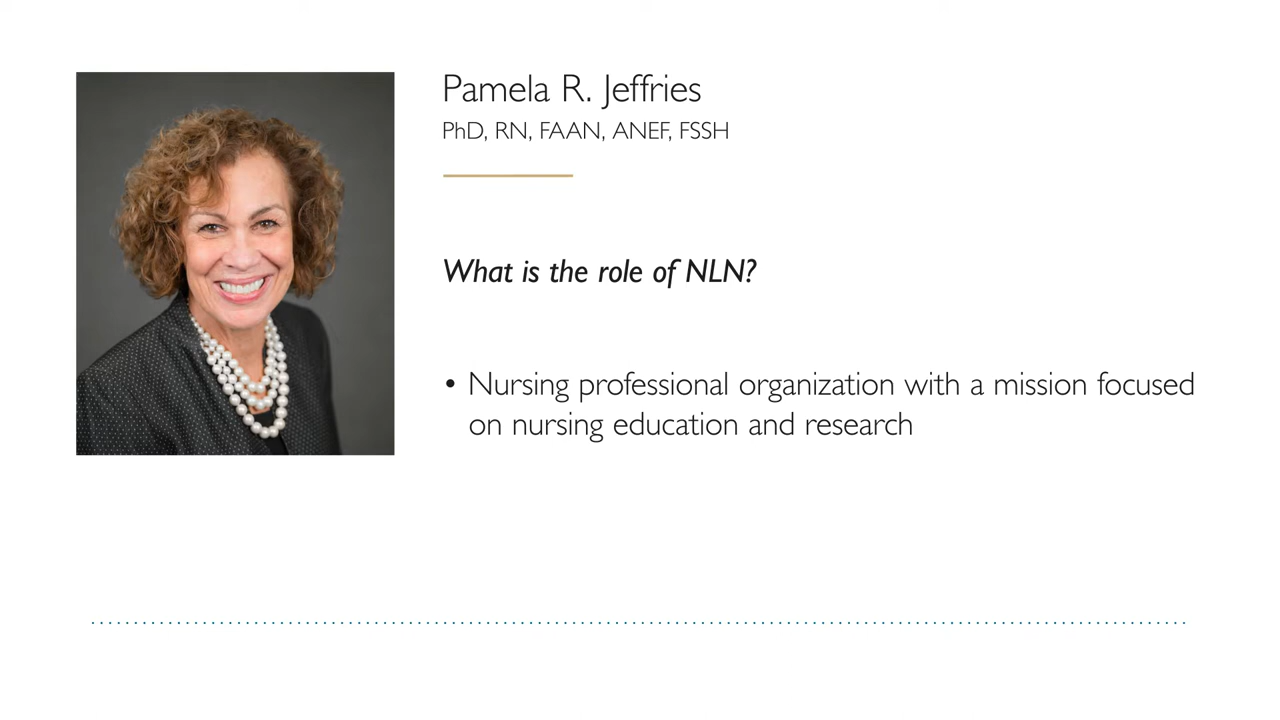 Pamela R. Jeffries
PhD, RN, FAAN, ANEF, FSSH
What is the role of NLN?
• Nursing professional organization with a mission focused
on nursing education and research